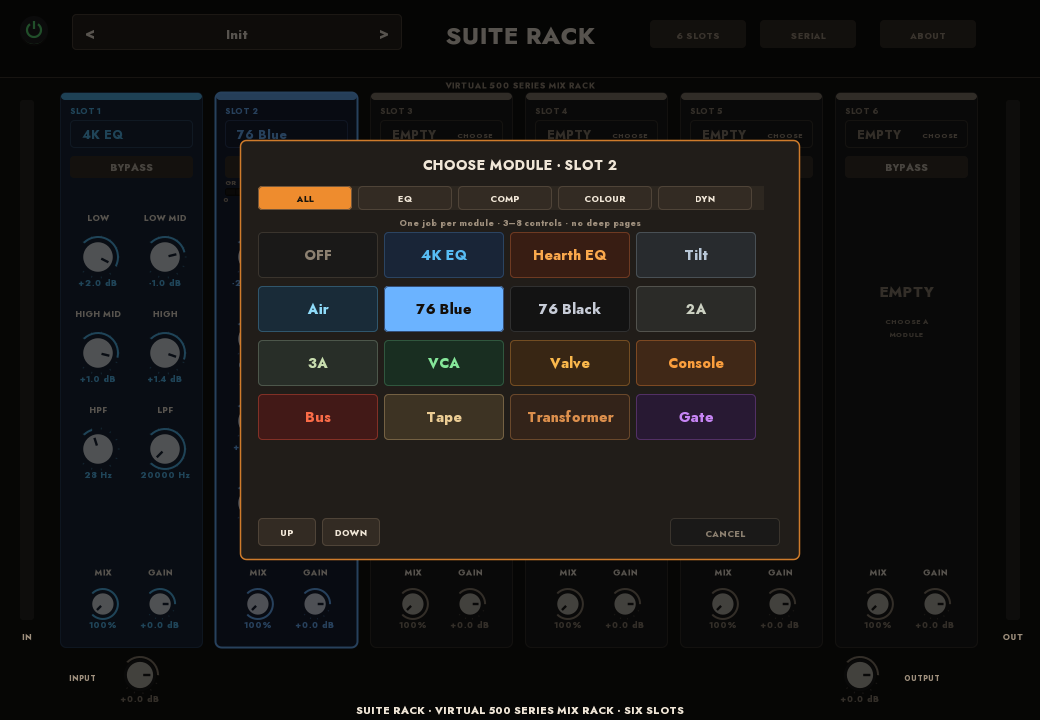 < Init >
SUITE RACK
6 SLOTS
SERIAL
ABOUT
VIRTUAL 500 SERIES MIX RACK
SLOT 1
SLOT 2
SLOT 3
SLOT 4
SLOT 5
SLOT 6
4K EQ
76 Blue
EMPTY CHOOSE
EMPTY CHOOSE
EMPTY CHOOSE
EMPTY CHOOSE
BYPASS
BYPASS
CHOOSE MODULE · SLOT 2
ALL
EQ
COMP
COLOUR
DYN
One job per module · 3–8 controls · no deep pages
OFF
4K EQ
Hearth EQ
Tilt
Air
76 Blue
76 Black
2A
3A
VCA
Valve
Console
Bus
Tape
Transformer
Gate
UP
DOWN
CANCEL
GR
LOW
LOW MID
+2.0 dB
-1.0 dB
HIGH MID
HIGH
+1.0 dB
+1.4 dB
HPF
LPF
28 Hz
20000 Hz
EMPTY
CHOOSE A
MODULE
MIX GAIN
MIX GAIN
MIX GAIN
MIX GAIN
MIX GAIN
MIX GAIN
100% +0.0 dB
100% +0.0 dB
100% +0.0 dB
100% +0.0 dB
100% +0.0 dB
100% +0.0 dB
IN
OUT
INPUT
+0.0 dB
OUTPUT
+0.0 dB
SUITE RACK · VIRTUAL 500 SERIES MIX RACK · SIX SLOTS